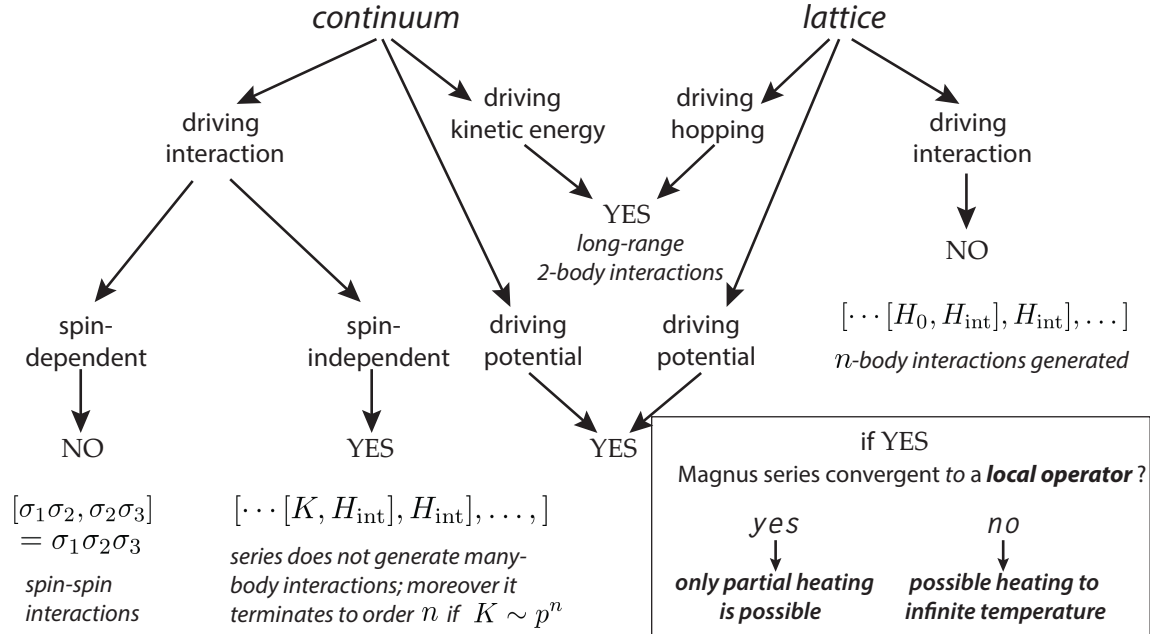 continuum
lattice
driving
kinetic energy
driving
hopping
driving
interaction
driving
interaction
YES
long-range
2-body interactions
NO
spin-
dependent
spin-
independent
driving
potential
driving
potential
[⋯[H₀, H_int], H_int], …]
n-body interactions generated
NO
YES
YES
[σ₁σ₂, σ₂σ₃]
= σ₁σ₂σ₃
spin-spin
interactions
[⋯[K, H_int], H_int], …, ]
series does not generate many-
body interactions; moreover it
terminates to order n if K ∼ pⁿ
if YES
Magnus series convergent to a local operator ?
yes
no
only partial heating
is possible
possible heating to
infinite temperature